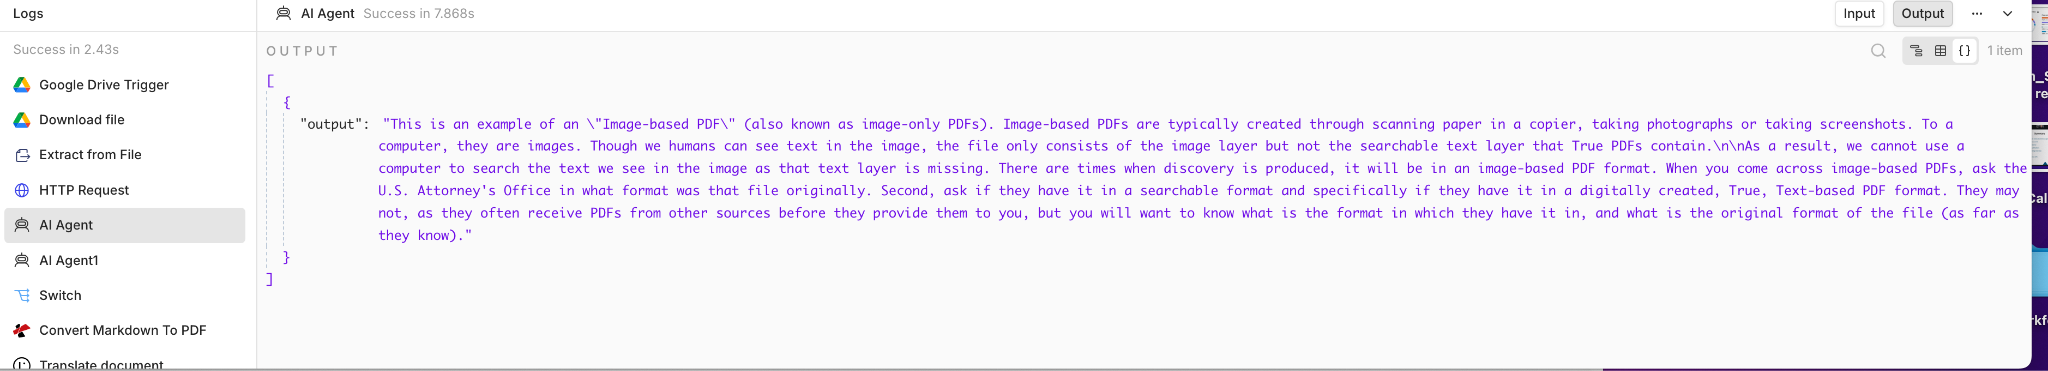 Logs
Success in 2.43s
Google Drive Trigger
Download file
Extract from File
HTTP Request
AI Agent
AI Agent1
Switch
Convert Markdown To PDF
Translate document
AI Agent Success in 7.868s
Input Output ... 
OUTPUT
{} 1 item
[
{
"output": "This is an example of an \"Image-based PDF\" (also known as image-only PDFs). Image-based PDFs are typically created through scanning paper in a copier, taking photographs or taking screenshots. To a
computer, they are images. Though we humans can see text in the image, the file only consists of the image layer but not the searchable text layer that True PDFs contain.\n\nAs a result, we cannot use a
computer to search the text we see in the image as that text layer is missing. There are times when discovery is produced, it will be in an image-based PDF format. When you come across image-based PDFs, ask the
U.S. Attorney's Office in what format was that file originally. Second, ask if they have it in a searchable format and specifically if they have it in a digitally created, True, Text-based PDF format. They may
not, as they often receive PDFs from other sources before they provide them to you, but you will want to know what is the format in which they have it in, and what is the original format of the file (as far as
they know)."
}
]